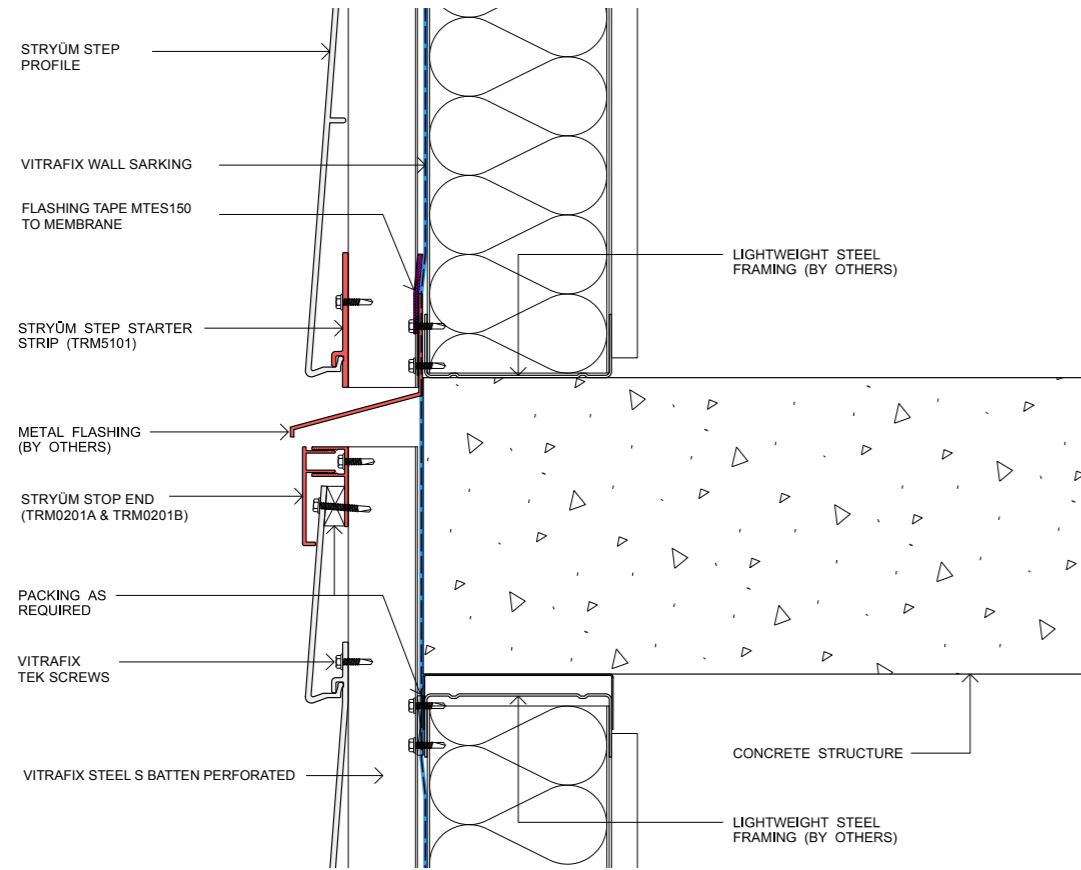 STRYÜM STEP
PROFILE
VITRAFIX WALL SARKING
FLASHING TAPE MTES150
TO MEMBRANE
LIGHTWEIGHT STEEL
FRAMING (BY OTHERS)
STRYŪM STEP STARTER
STRIP (TRM5101)
METAL FLASHING
(BY OTHERS)
STRYÜM STOP END
(TRM0201A & TRM0201B)
PACKING AS
REQUIRED
VITRAFIX
TEK SCREWS
CONCRETE STRUCTURE
VITRAFIX STEEL S BATTEN PERFORATED
LIGHTWEIGHT STEEL
FRAMING (BY OTHERS)